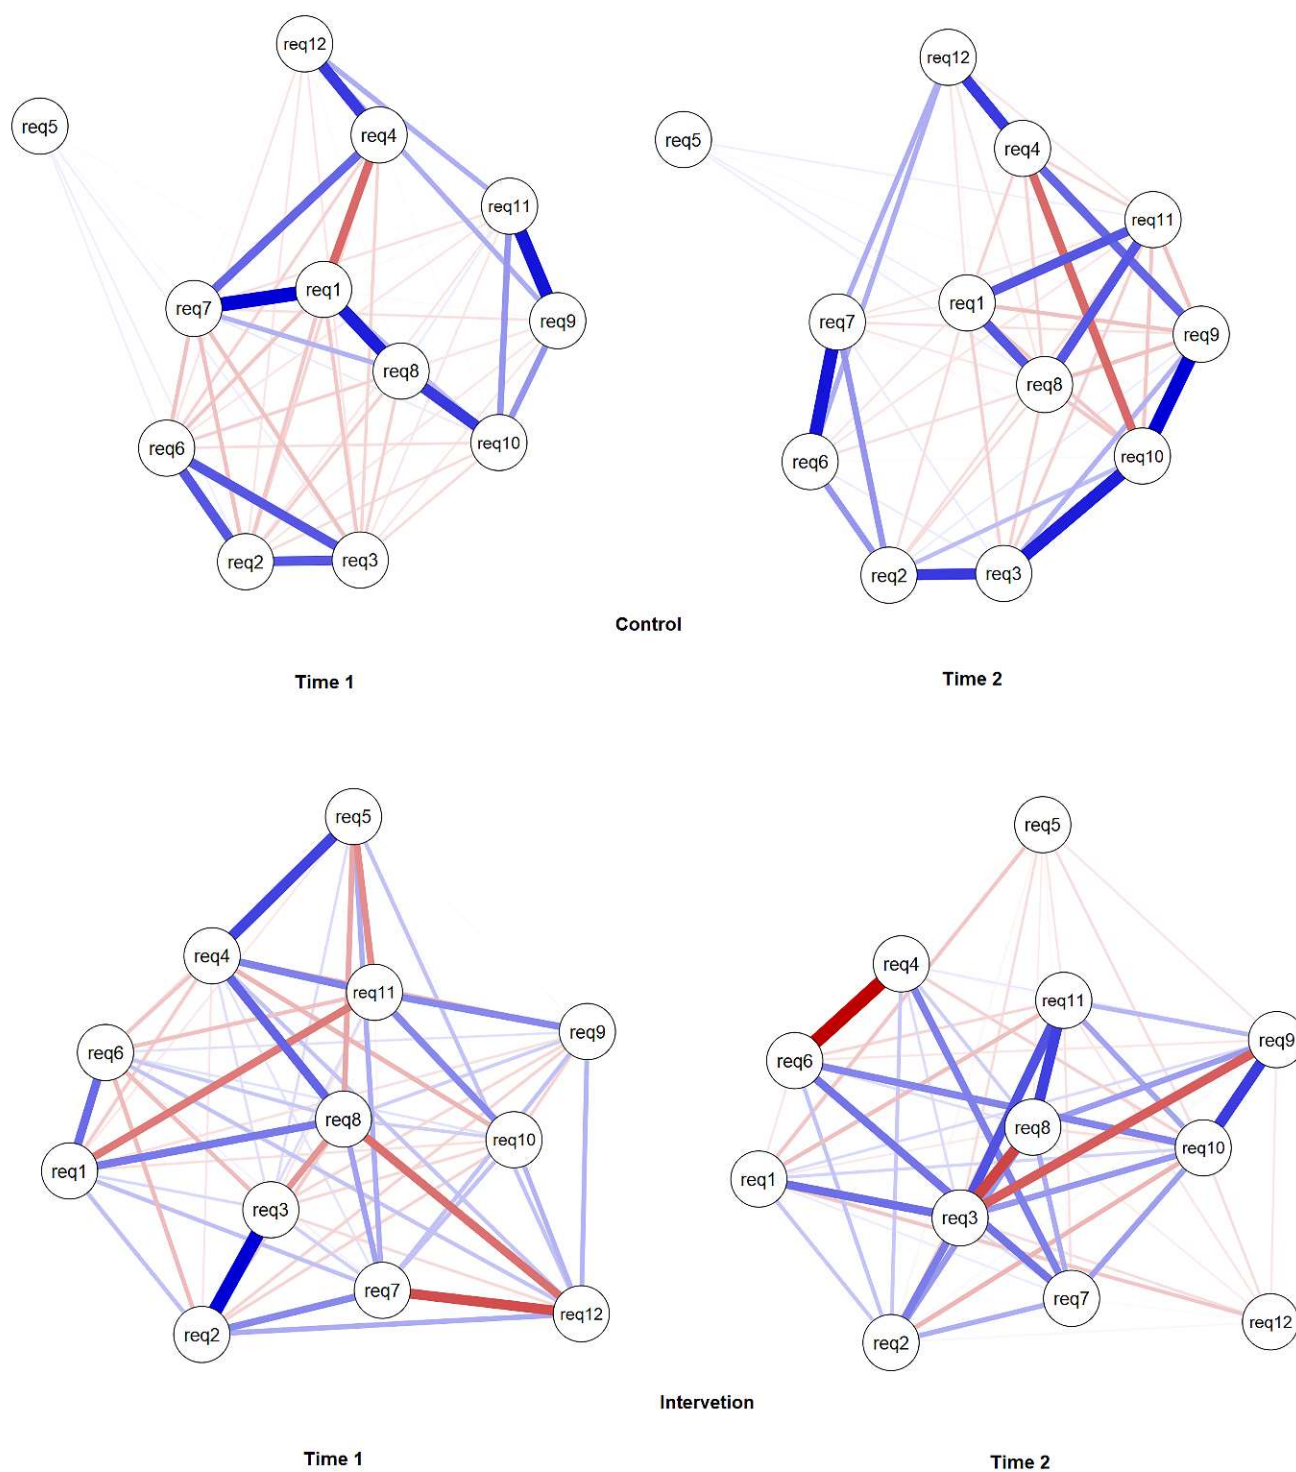 req12
req5
req4
req11
req7
req1
req9
req8
req6
req10
req2
req3
req12
req5
req4
req11
req1
req7
req9
req8
req6
req10
req2
req3
Control
Time 1
Time 2
req5
req4
req11
req9
req6
req8
req10
req1
req3
req7
req12
req2
req5
req4
req11
req9
req6
req8
req10
req1
req3
req7
req12
req2
Intervetion
Time 1
Time 2